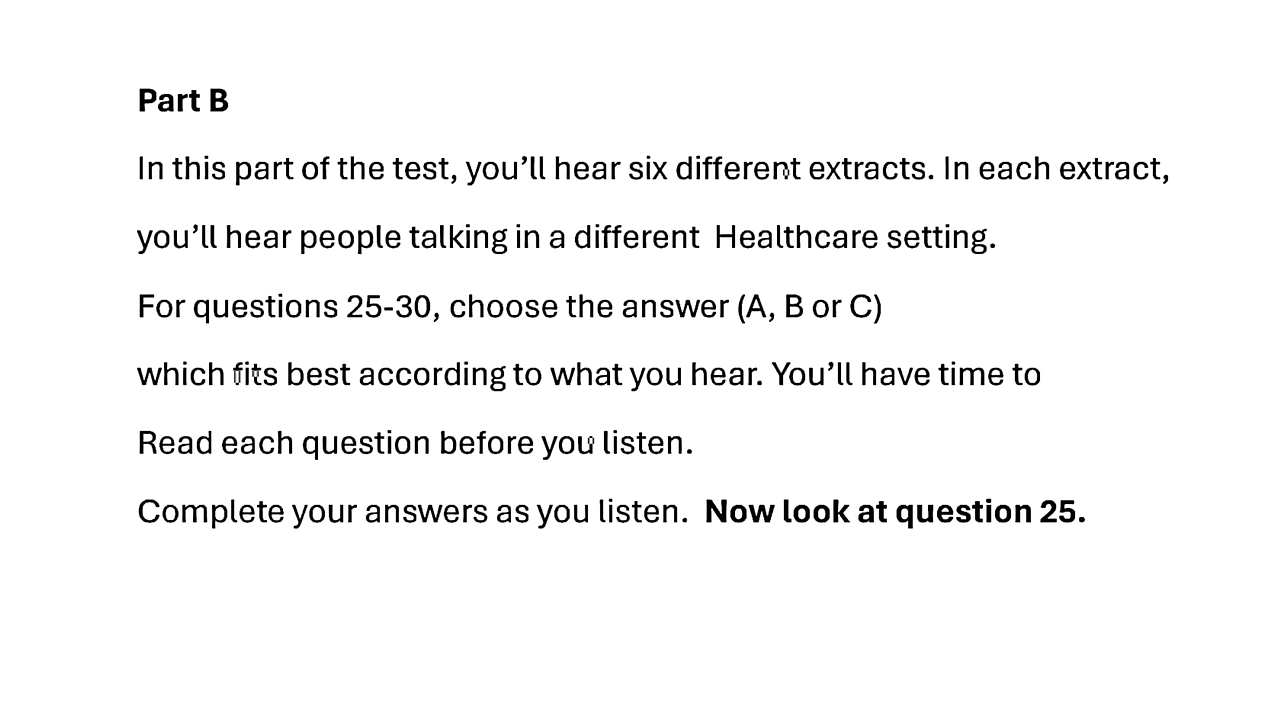 Part B
In this part of the test, you’ll hear six different extracts. In each extract,
you’ll hear people talking in a different  Healthcare setting.
For questions 25-30, choose the answer (A, B or C)
which fits best according to what you hear. You’ll have time to
Read each question before you listen.
Complete your answers as you listen.  Now look at question 25.